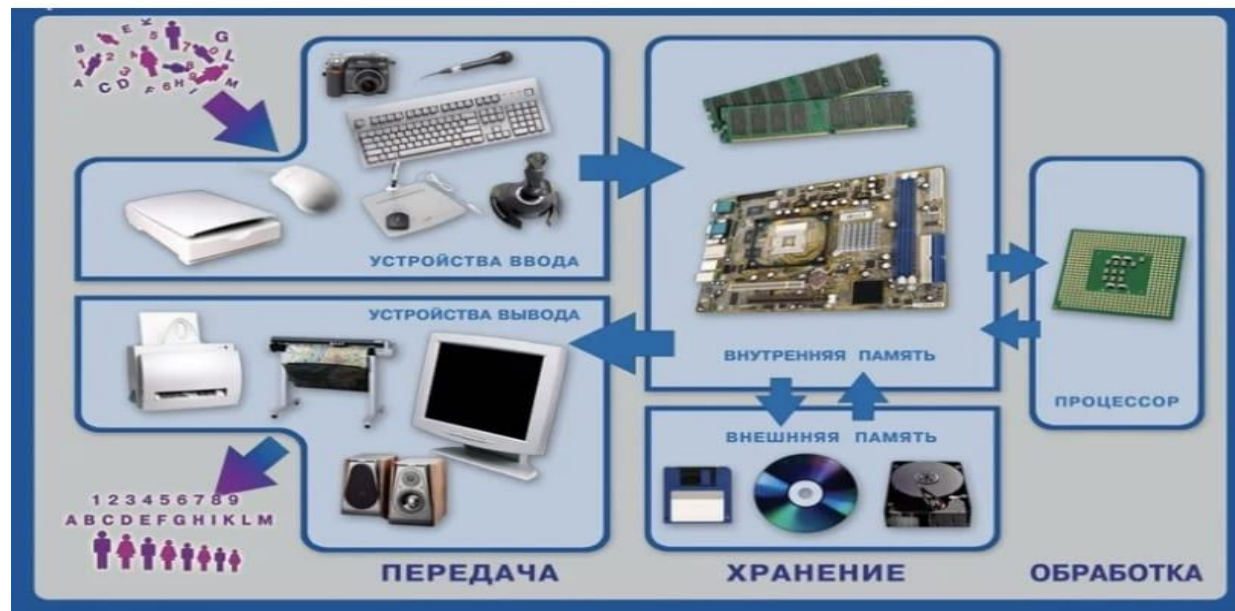 УСТРОЙСТВА ВВОДА
УСТРОЙСТВА ВЫВОДА
ВНУТРЕННЯЯ ПАМЯТЬ
ВНЕШННЯЯ ПАМЯТЬ
ПРОЦЕССОР
1 2 3 4 5 6 7 8 9
A B C D E F G H I K L M
ПЕРЕДАЧА
ХРАНЕНИЕ
ОБРАБОТКА